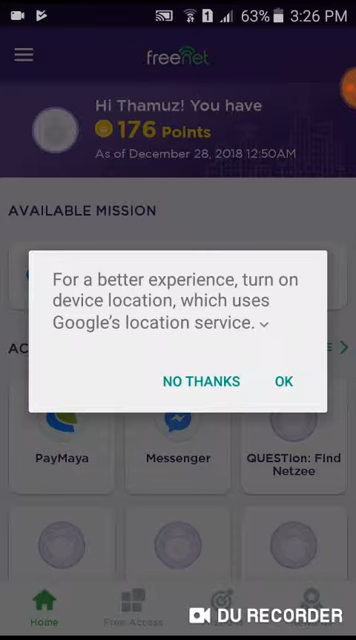 1
63%
3:26 PM
freenet
Hi Thamuz! You have
176 Points
As of December 28, 2018 12:50AM
AVAILABLE MISSION
For a better experience, turn on
device location, which uses
Google's location service.
NO THANKS
OK
AC
PayMaya
Messenger
QUESTion: Find
Netzee
Home
Free Access
DU RECORDER